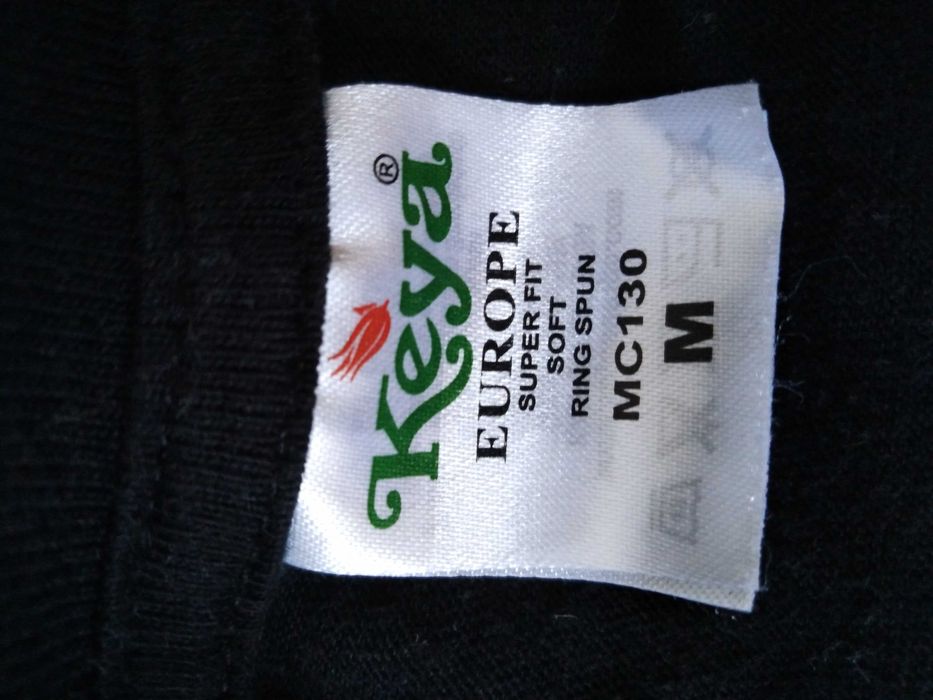 Keya®
EUROPE
SUPER FIT
SOFT
RING SPUN
MC130
M